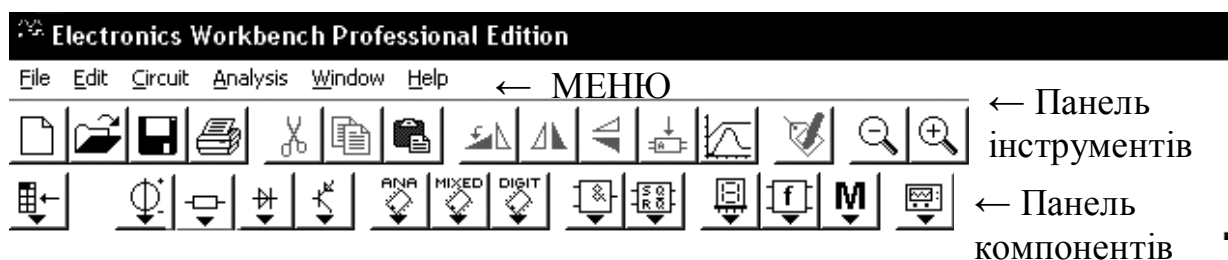 Electronics Workbench Professional Edition
File Edit Circuit Analysis Window Help
← МЕНЮ
← Панель
інструментів
ANA MIXED DIGIT
& S Q R Q f M
← Панель
компонентів